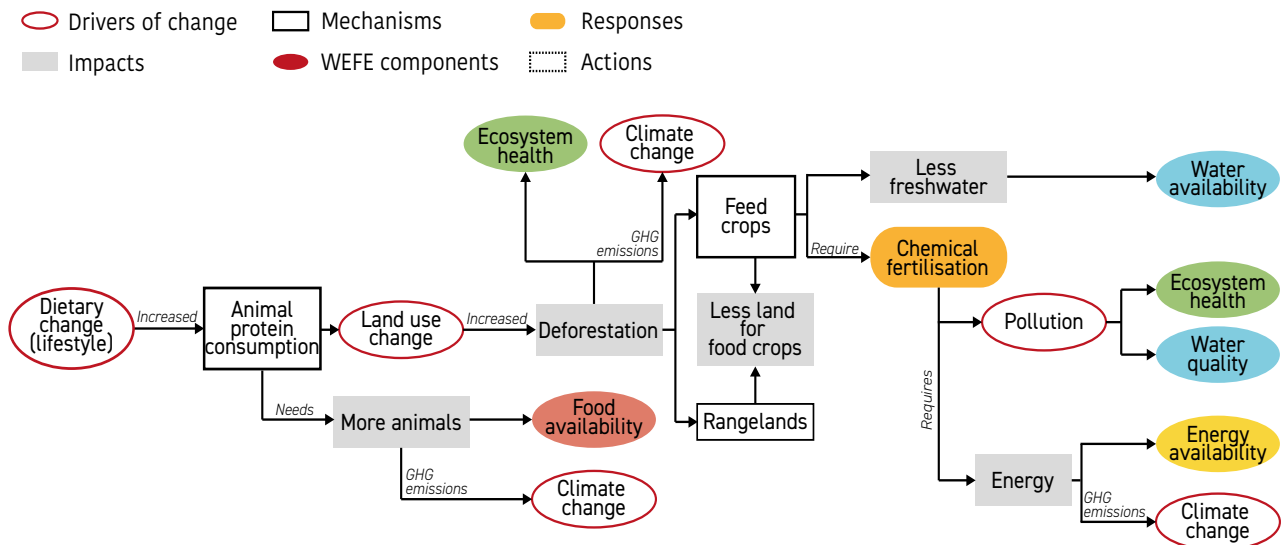 Drivers of change
Mechanisms
Responses
Impacts
WEFE components
Actions
Ecosystem
health
Climate
change
GHG
emissions
Feed
crops
Less
freshwater
Water
availability
Require
Chemical
fertilisation
Dietary
change
(lifestyle)
Increased
Animal
protein
consumption
Land use
change
Increased
Deforestation
Less land
for
food crops
Rangelands
Pollution
Ecosystem
health
Water
quality
Needs
More animals
Food
availability
GHG
emissions
Climate
change
Requires
Energy
Energy
availability
GHG
emissions
Climate
change